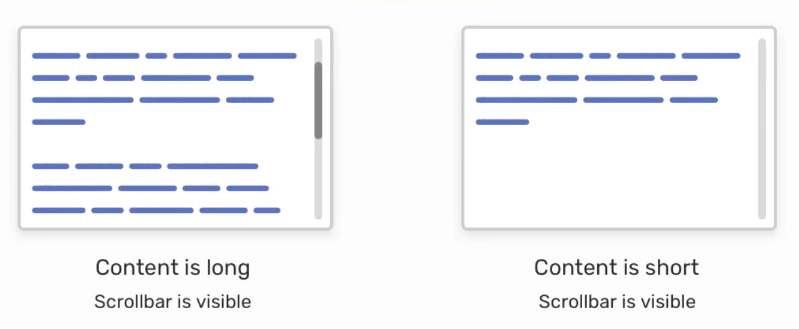 Content is long
Scrollbar is visible
Content is short
Scrollbar is visible